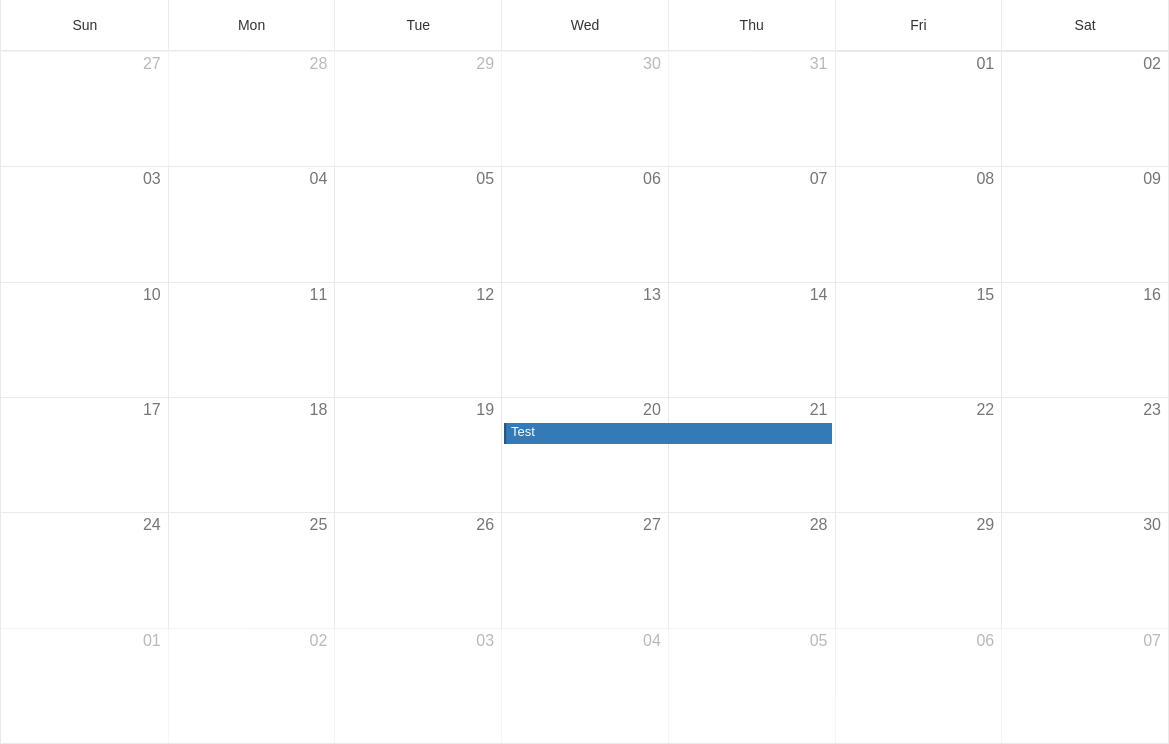 Sun Mon Tue Wed Thu Fri Sat
27 28 29 30 31 01 02
03 04 05 06 07 08 09
10 11 12 13 14 15 16
17 18 19 20 21 22 23
Test
24 25 26 27 28 29 30
01 02 03 04 05 06 07